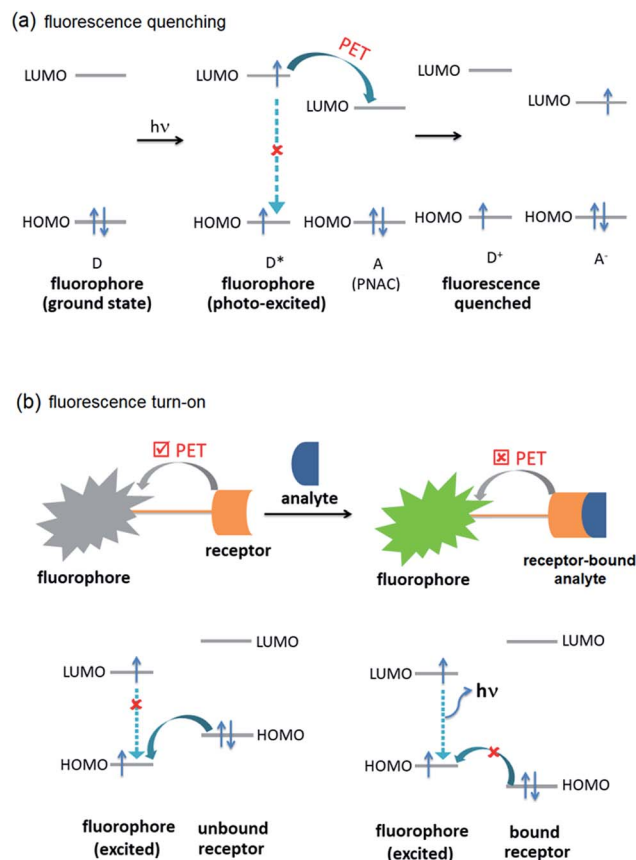 (a) fluorescence quenching
LUMO
PET
LUMO
hν
LUMO
HOMO
HOMO
HOMO
HOMO
HOMO
D
D*
A
D⁺
A⁻
fluorophore
(ground state)
fluorophore
(photo-excited)
(PNAC)
fluorescence
quenched
(b) fluorescence turn-on
PET
analyte
PET
fluorophore
receptor
fluorophore
receptor-bound
analyte
LUMO
LUMO
LUMO
LUMO
hν
HOMO
HOMO
HOMO
HOMO
fluorophore
(excited)
unbound
receptor
fluorophore
(excited)
bound
receptor